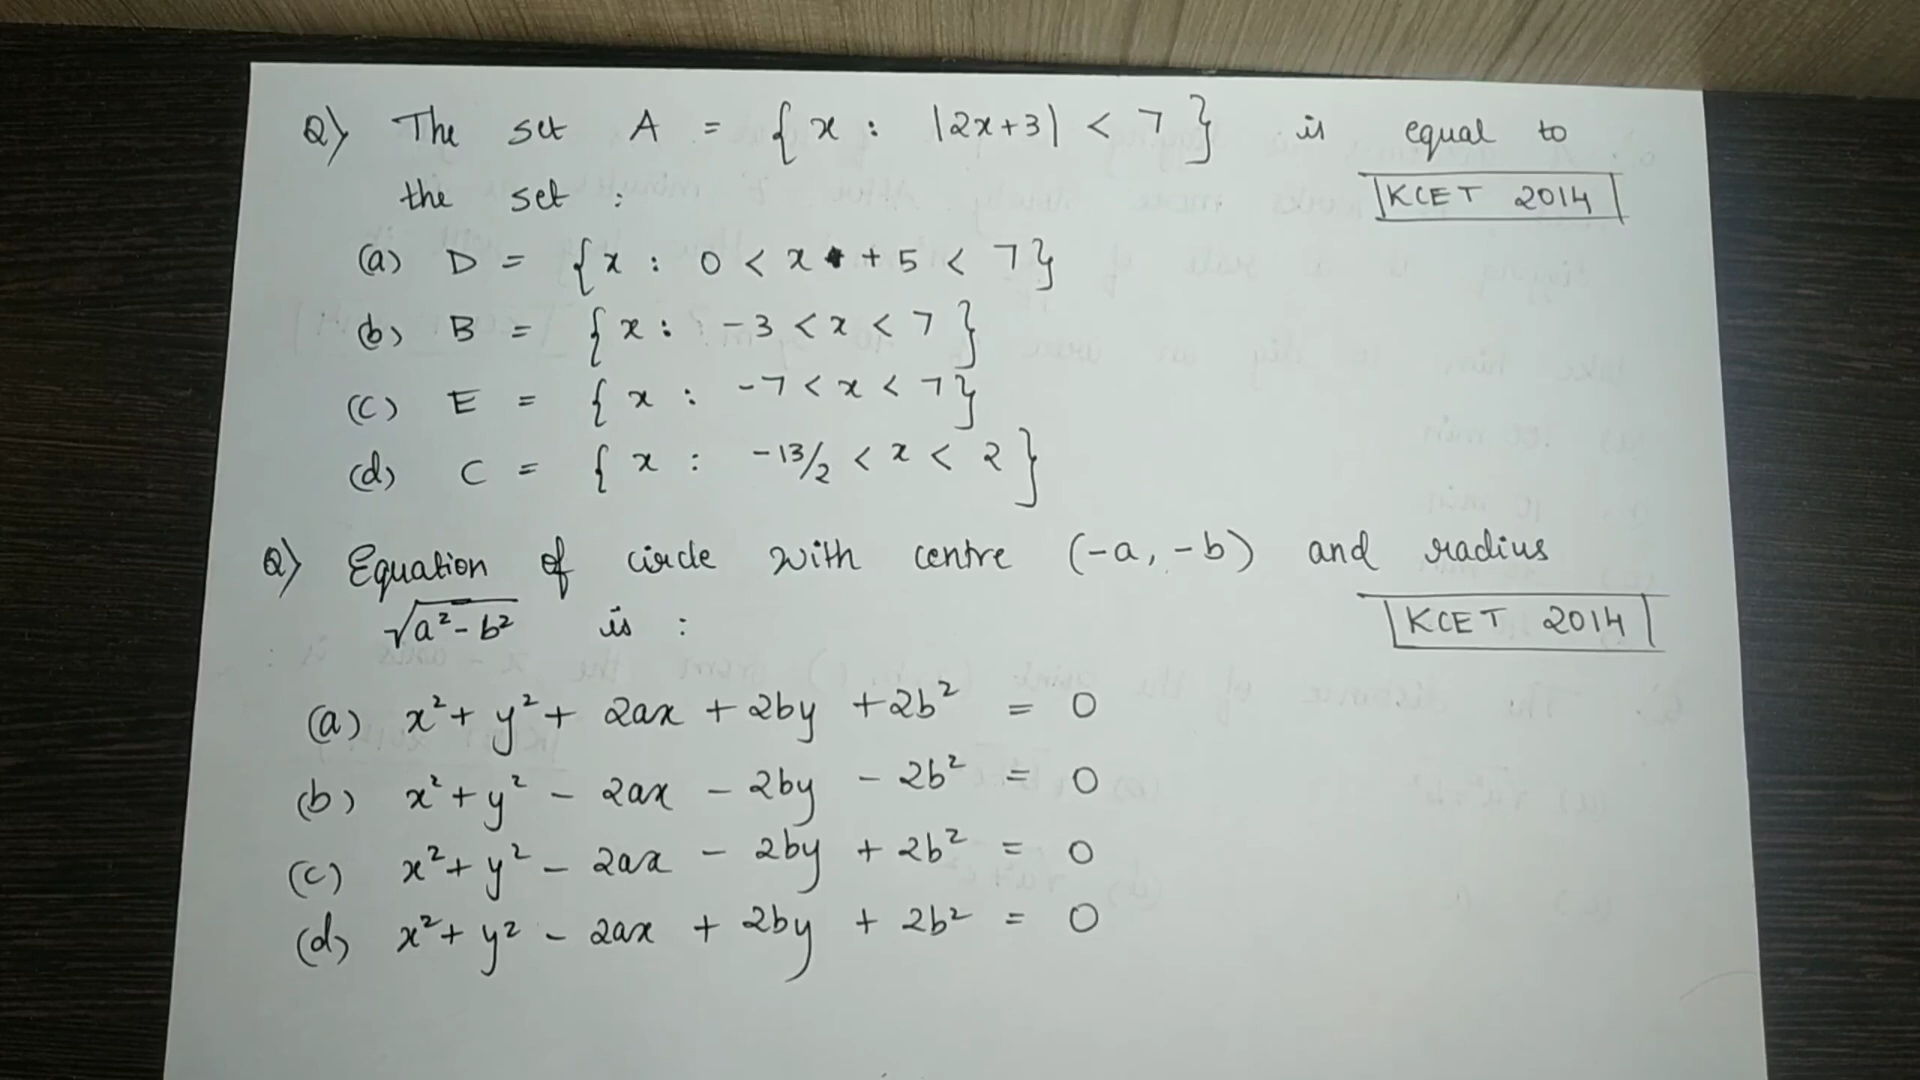 Q) The set A = {x : |2x+3| < 7} is equal to
the set :
KCET 2014
(a) D = {x : 0 < x + 5 < 7}
(b) B = {x : -3 < x < 7}
(c) E = {x : -7 < x < 7}
(d) C = {x : -13/2 < x < 2}
Q) Equation of circle with centre (-a, -b) and radius
√a²-b² is :
KCET 2014
(a) x²+ y²+ 2ax + 2by +2b² = 0
(b) x²+ y² - 2ax - 2by - 2b² = 0
(c) x²+ y² - 2ax - 2by + 2b² = 0
(d) x²+ y² - 2ax + 2by + 2b² = 0